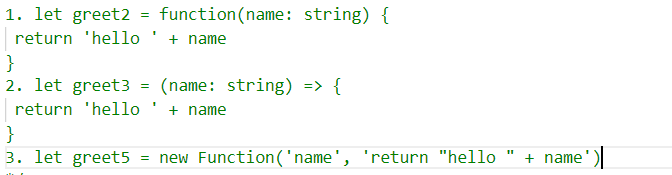 1. let greet2 = function(name: string) {
return 'hello ' + name
}
2. let greet3 = (name: string) => {
return 'hello ' + name
}
3. let greet5 = new Function('name', 'return "hello " + name')